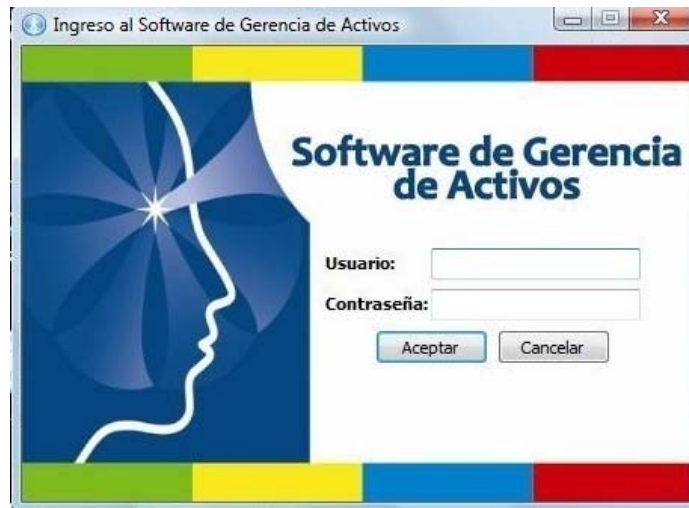 Ingreso al Software de Gerencia de Activos
Software de Gerencia
de Activos
Usuario:
Contraseña:
Aceptar Cancelar